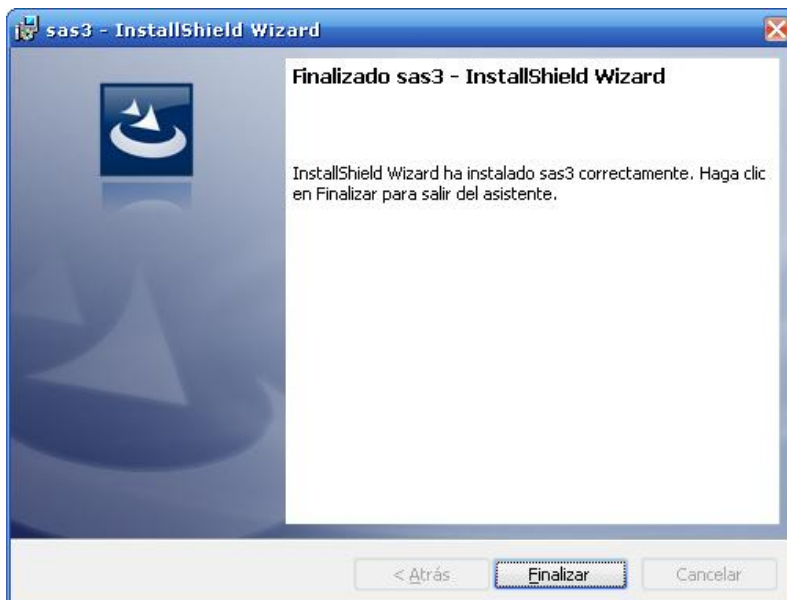 sas3 - InstallShield Wizard
Finalizado sas3 - InstallShield Wizard
InstallShield Wizard ha instalado sas3 correctamente. Haga clic
en Finalizar para salir del asistente.
< Atrás
Finalizar
Cancelar